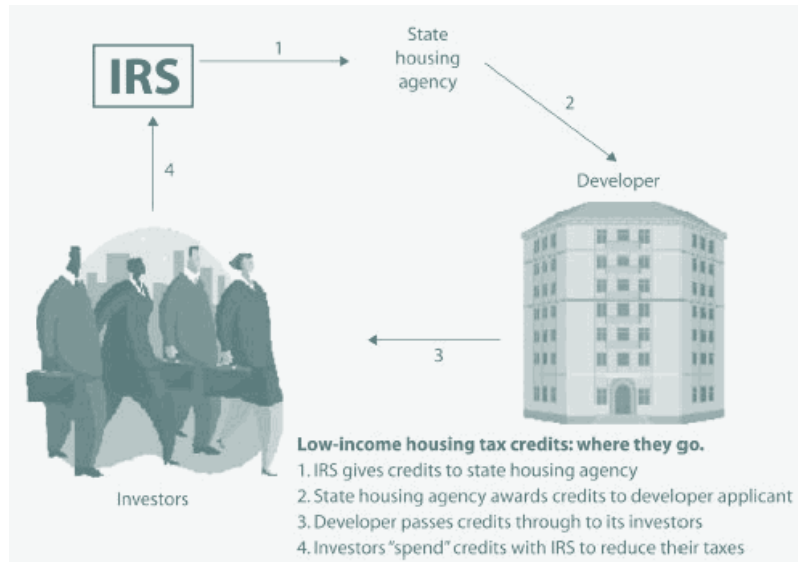 IRS
1
State
housing
agency
2
4
Developer
3
Low-income housing tax credits: where they go.
1. IRS gives credits to state housing agency
2. State housing agency awards credits to developer applicant
3. Developer passes credits through to its investors
4. Investors "spend" credits with IRS to reduce their taxes
Investors